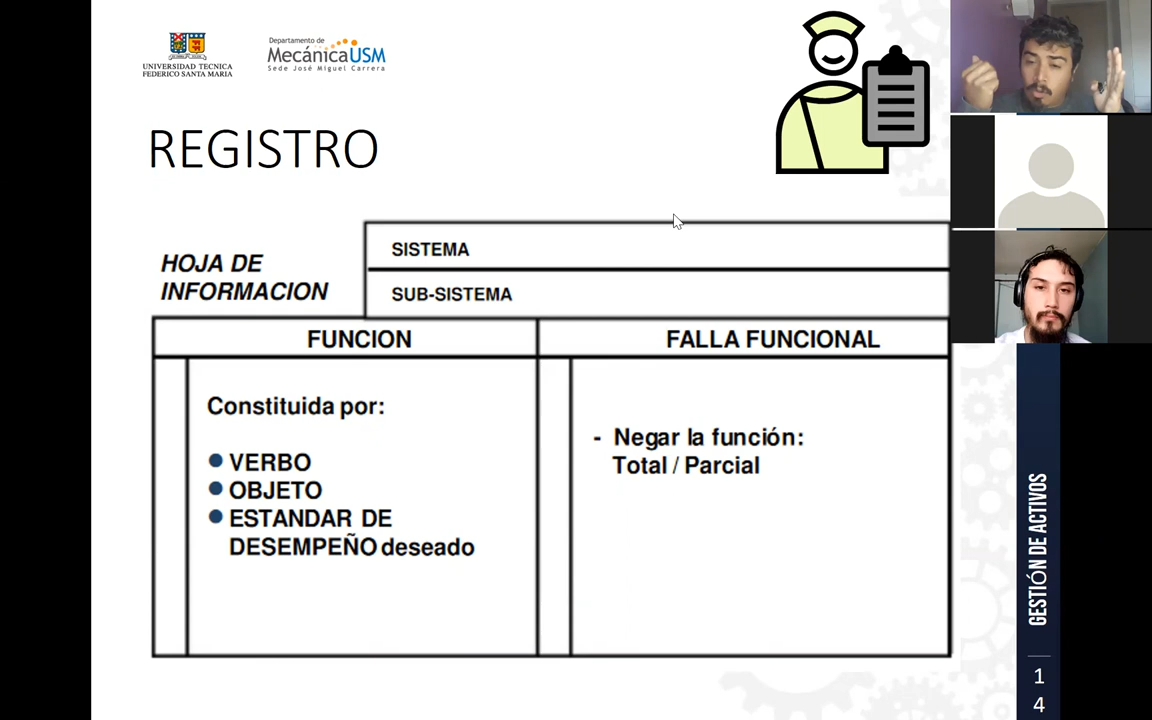 UNIVERSIDAD TECNICA
FEDERICO SANTA MARIA
Departamento de
MecánicaUSM
Sede José Miguel Carrera
REGISTRO
HOJA DE
INFORMACION
SISTEMA
SUB-SISTEMA
FUNCION
FALLA FUNCIONAL
Constituida por:
VERBO
OBJETO
ESTANDAR DE
DESEMPEÑO deseado
- Negar la función:
Total / Parcial
GESTIÓN DE ACTIVOS
1
4